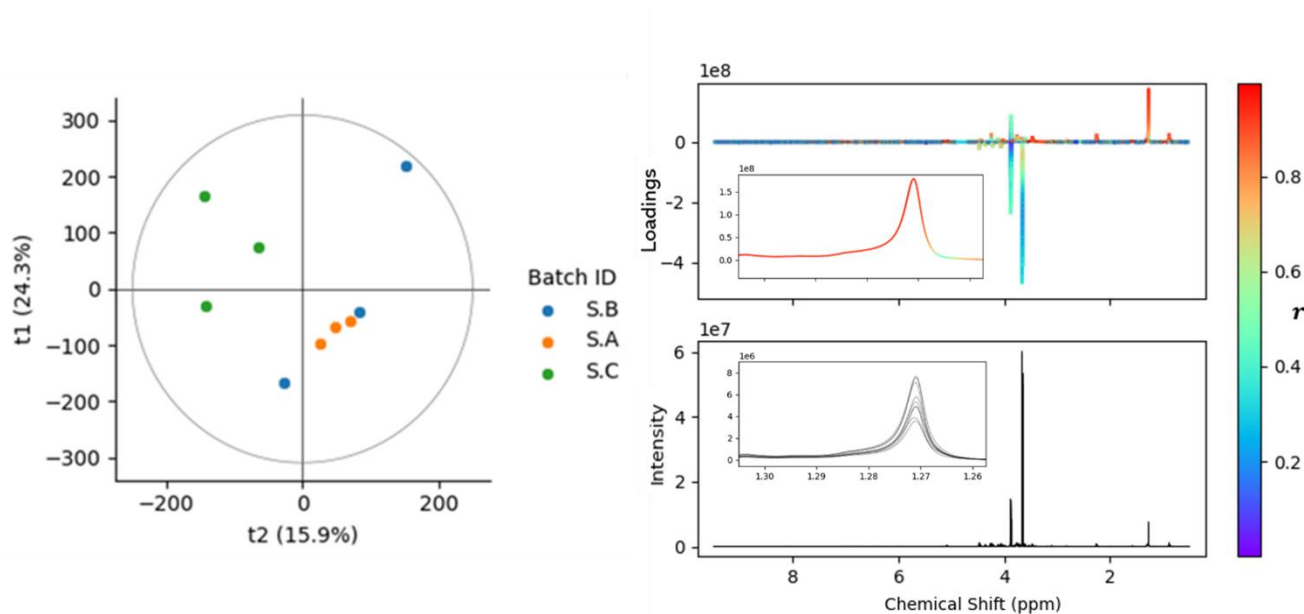 300
200
100
0
−100
−200
−300
t1 (24.3%)
−200
0
200
t2 (15.9%)
Batch ID
S.B
S.A
S.C
1e8
0
-2
−4
Loadings
1e8
1.5
1.0
0.5
0.0
1e7
6
4
2
0
Intensity
1e6
8
6
4
2
0
1.30
1.29
1.28
1.27
1.26
8
6
4
2
Chemical Shift (ppm)
0.8
0.6
0.4
0.2
r